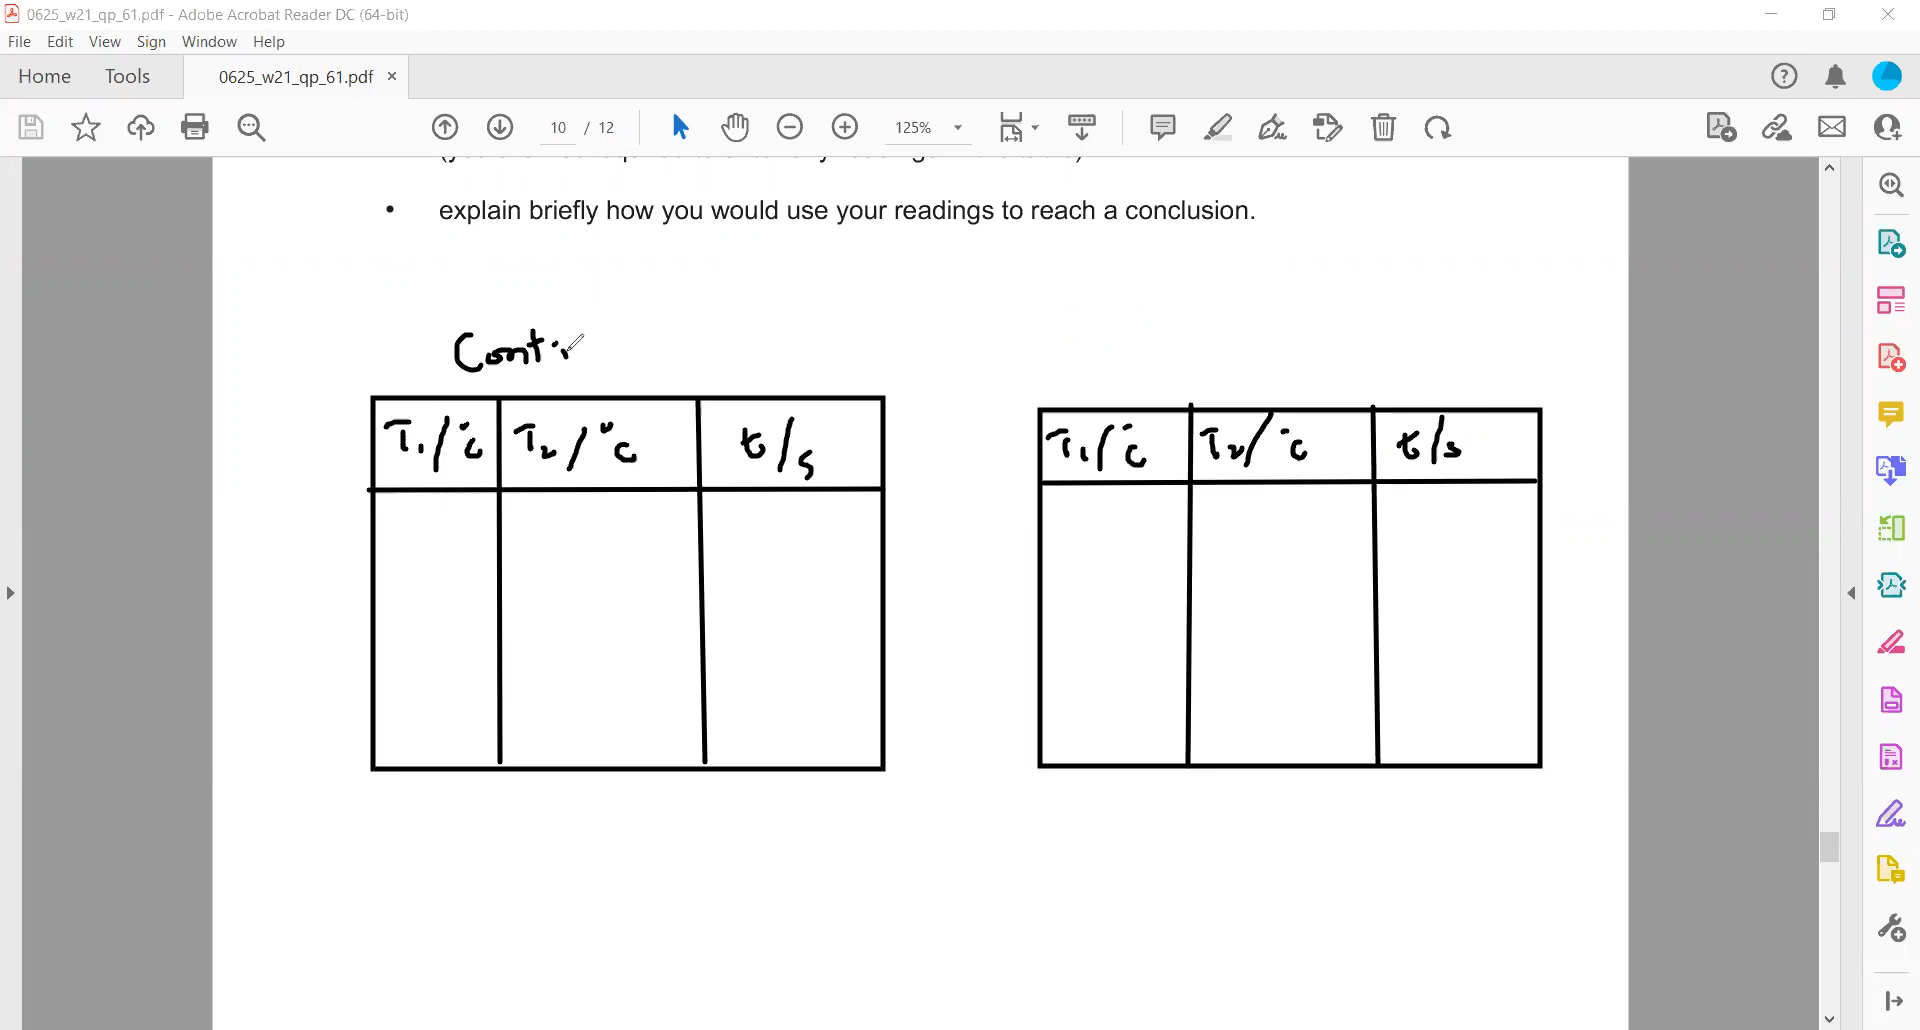 0625_w21_qp_61.pdf - Adobe Acrobat Reader DC (64-bit)
File Edit View Sign Window Help
Home Tools 0625_w21_qp_61.pdf ×
10 / 12 125%
• explain briefly how you would use your readings to reach a conclusion.
T₁/°C T₂/°C t/s
T₁/°C T₂/°C t/s